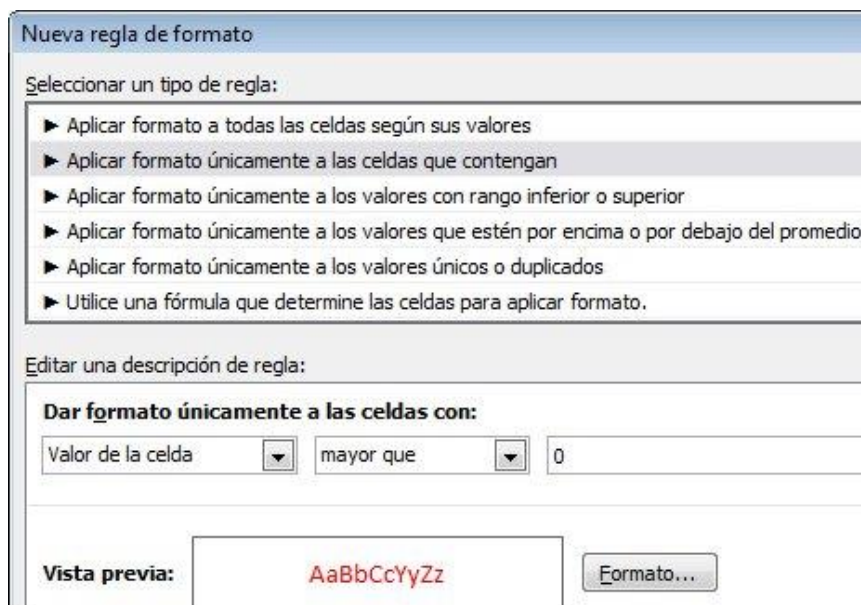 Nueva regla de formato
Seleccionar un tipo de regla:
► Aplicar formato a todas las celdas según sus valores
► Aplicar formato únicamente a las celdas que contengan
► Aplicar formato únicamente a los valores con rango inferior o superior
► Aplicar formato únicamente a los valores que estén por encima o por debajo del promedio
► Aplicar formato únicamente a los valores únicos o duplicados
► Utilice una fórmula que determine las celdas para aplicar formato.
Editar una descripción de regla:
Dar formato únicamente a las celdas con:
Valor de la celda mayor que 0
Vista previa: AaBbCcYyZz Formato...